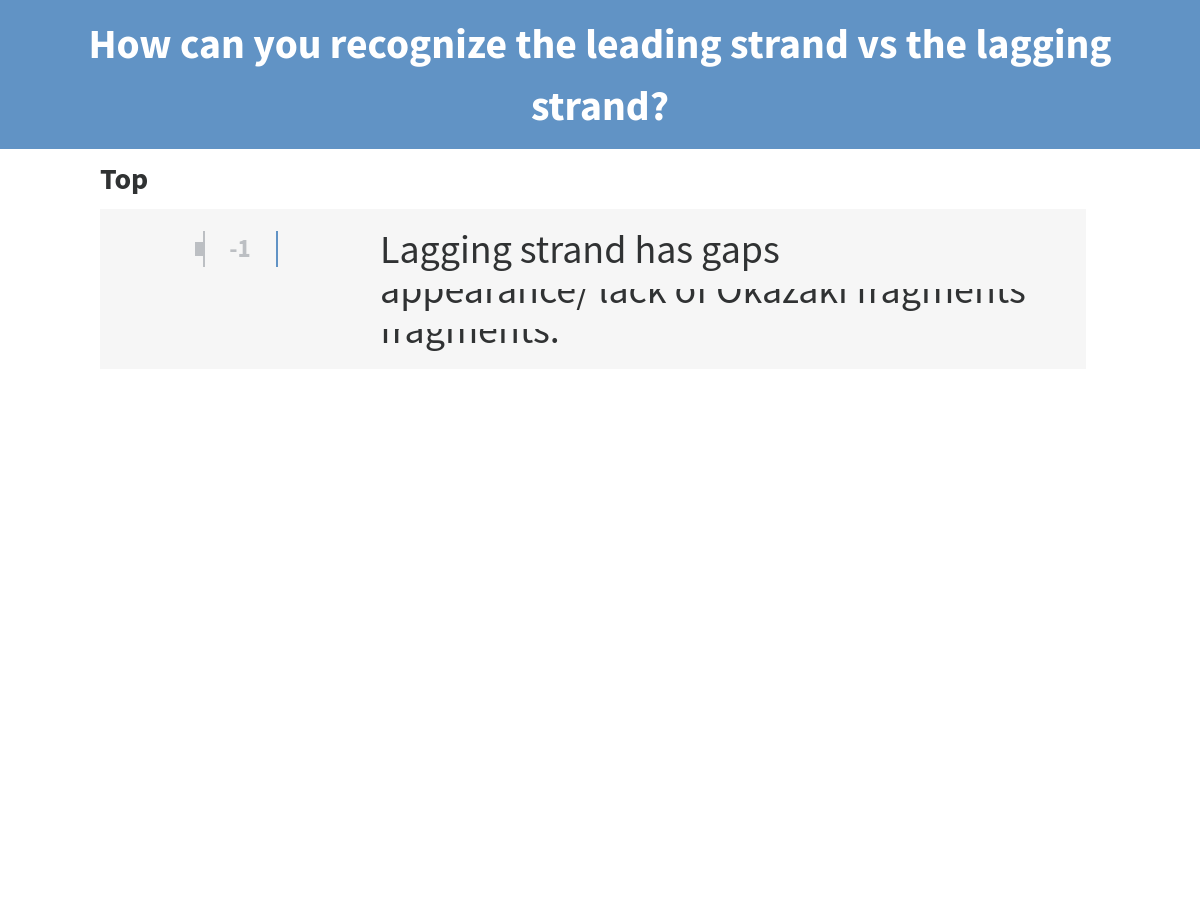 How can you recognize the leading strand vs the lagging
strand?
Top
-1
Lagging strand has gaps
appearance/ lack of Okazaki fragments
fragments.